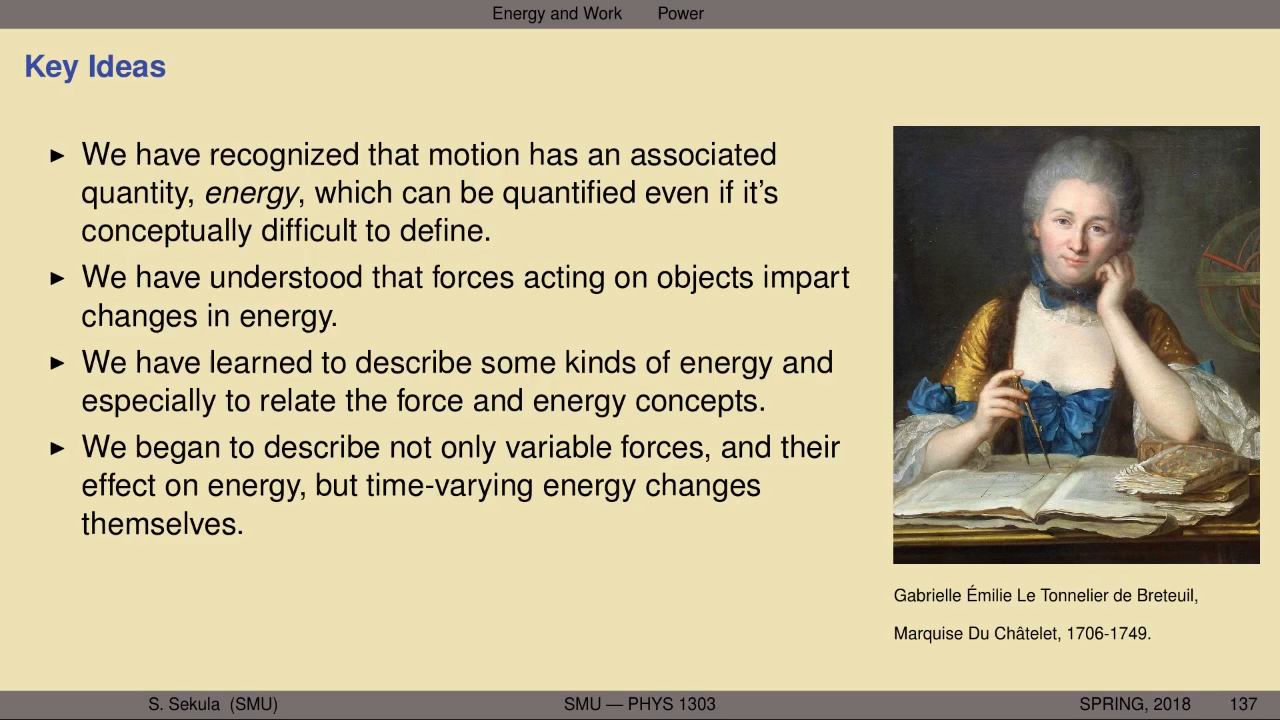 Energy and Work Power
Key Ideas
► We have recognized that motion has an associated
quantity, energy, which can be quantified even if it's
conceptually difficult to define.
► We have understood that forces acting on objects impart
changes in energy.
► We have learned to describe some kinds of energy and
especially to relate the force and energy concepts.
► We began to describe not only variable forces, and their
effect on energy, but time-varying energy changes
themselves.
Gabrielle Émilie Le Tonnelier de Breteuil,
Marquise Du Châtelet, 1706-1749.
S. Sekula (SMU) SMU — PHYS 1303 SPRING, 2018 137